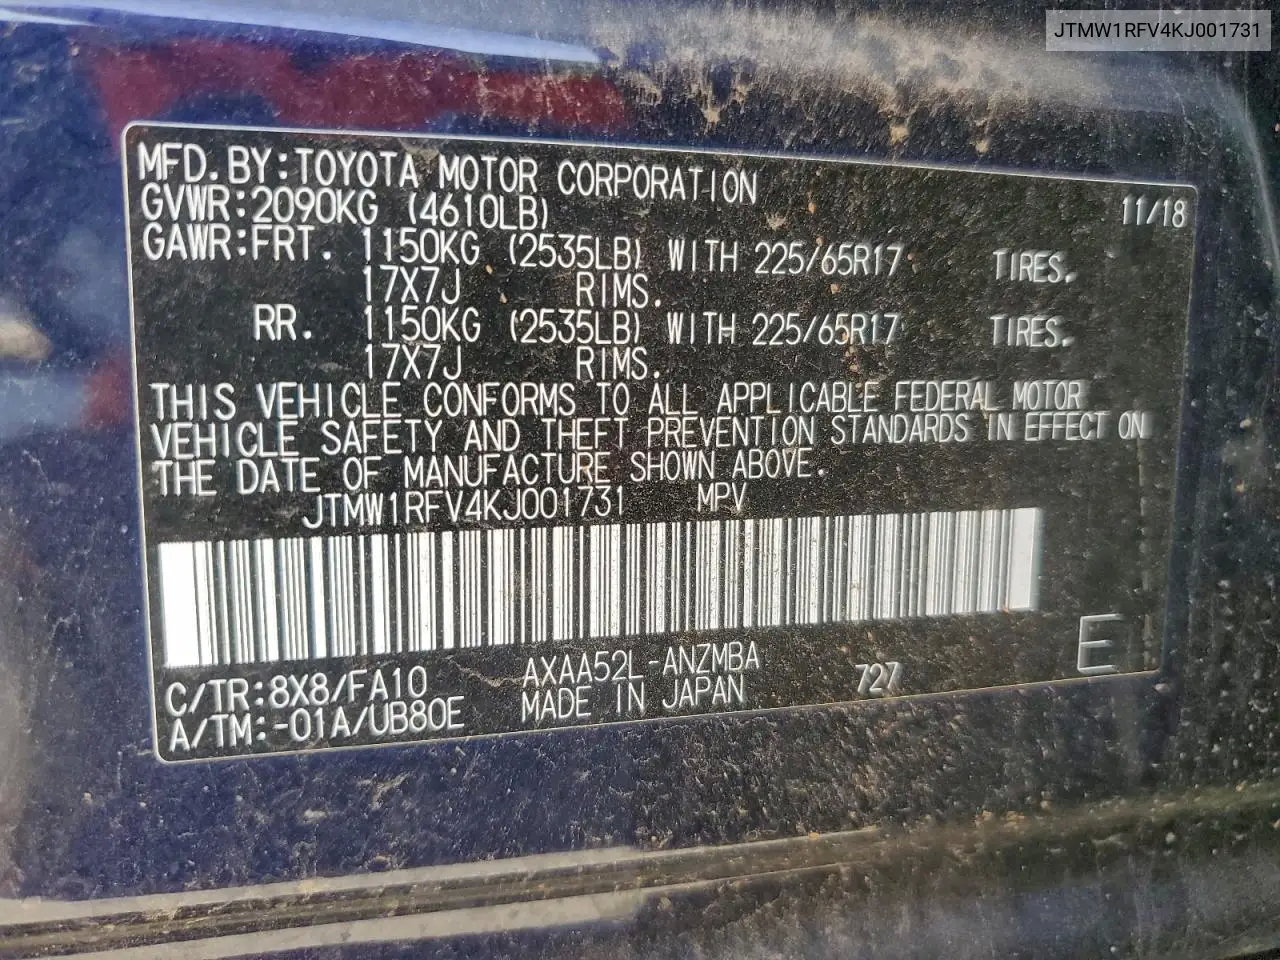 JTMW1RFV4KJ001731
MFD.BY:TOYOTA MOTOR CORPORATION
GVWR:2090KG (4610LB) 11/18
GAWR:FRT. 1150KG (2535LB) WITH 225/65R17 TIRES.
17X7J RIMS.
RR. 1150KG (2535LB) WITH 225/65R17 TIRES.
17X7J RIMS.
THIS VEHICLE CONFORMS TO ALL APPLICABLE FEDERAL MOTOR
VEHICLE SAFETY AND THEFT PREVENTION STANDARDS IN EFFECT ON
THE DATE OF MANUFACTURE SHOWN ABOVE.
JTMW1RFV4KJ001731 MPV
C/TR:8X8/FA10 AXAA52L-ANZMBA 727 E
A/TM:-01A/UB80E MADE IN JAPAN